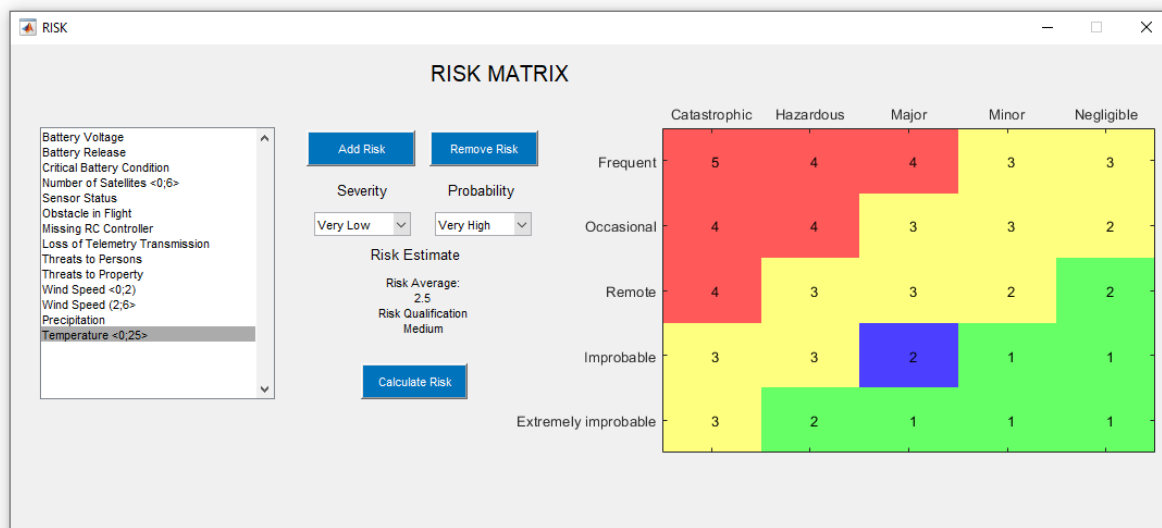 RISK
RISK MATRIX
Battery Voltage
Battery Release
Critical Battery Condition
Number of Satellites <0;6>
Sensor Status
Obstacle in Flight
Missing RC Controller
Loss of Telemetry Transmission
Threats to Persons
Threats to Property
Wind Speed <0;2)
Wind Speed (2;6>
Precipitation
Temperature <0;25>
Add Risk Remove Risk
Severity Probability
Very Low Very High
Risk Estimate
Risk Average:
2.5
Risk Qualification
Medium
Calculate Risk
Catastrophic Hazardous Major Minor Negligible
Frequent 5 4 4 3 3
Occasional 4 4 3 3 2
Remote 4 3 3 2 2
Improbable 3 3 2 1 1
Extremely improbable 3 2 1 1 1